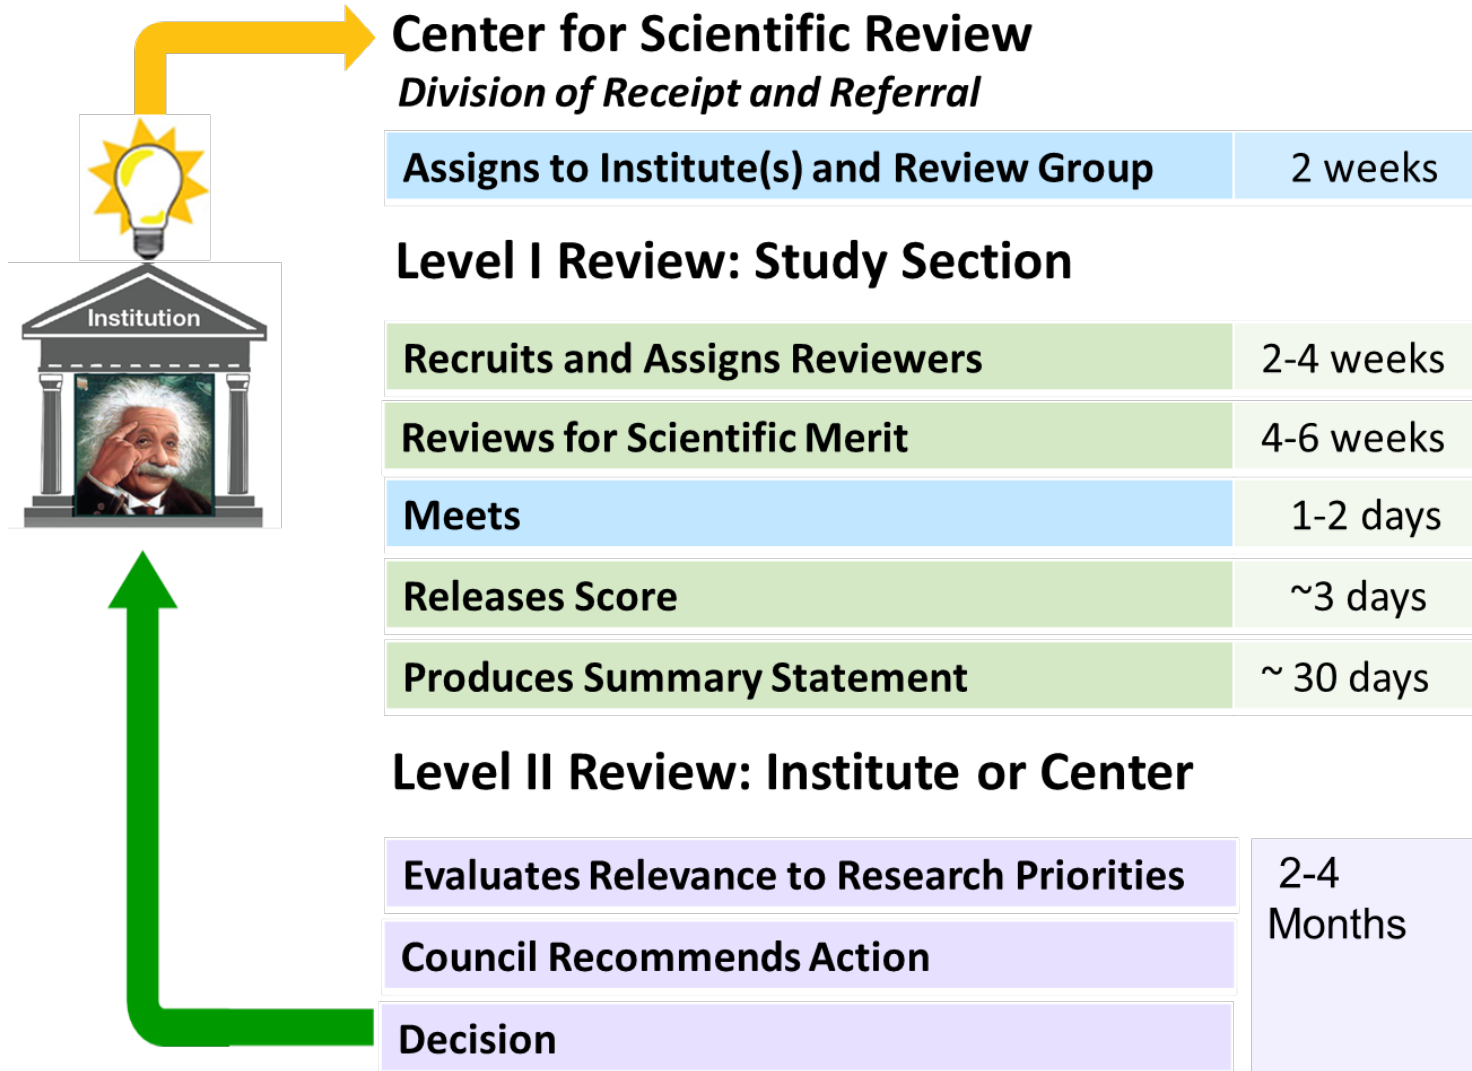 Center for Scientific Review
Division of Receipt and Referral
Assigns to Institute(s) and Review Group 2 weeks
Institution
Level I Review: Study Section
Recruits and Assigns Reviewers 2-4 weeks
Reviews for Scientific Merit 4-6 weeks
Meets 1-2 days
Releases Score ~3 days
Produces Summary Statement ~ 30 days
Level II Review: Institute or Center
Evaluates Relevance to Research Priorities 2-4
Months
Council Recommends Action
Decision